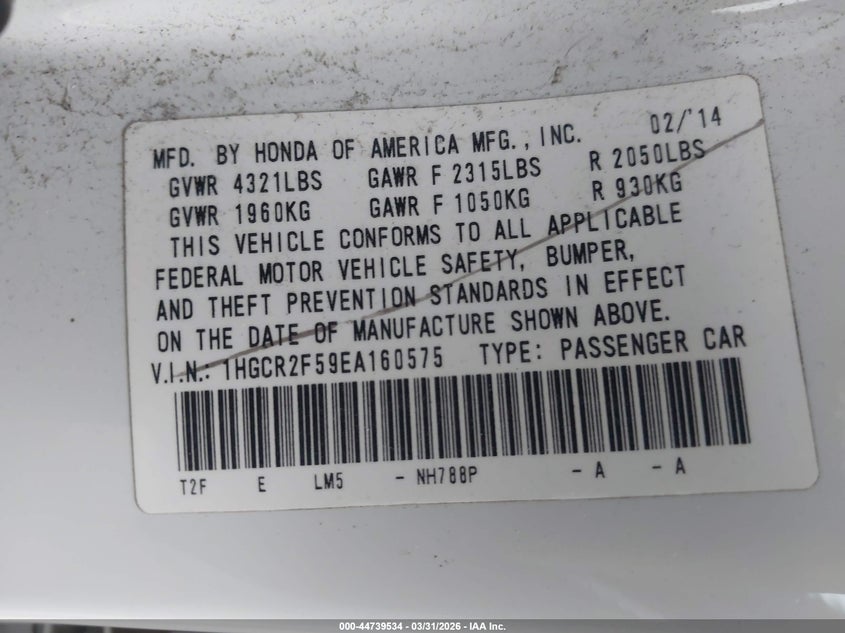 MFD. BY HONDA OF AMERICA MFG., INC. 02/'14
GVWR 4321LBS GAWR F 2315LBS R 2050LBS
GVWR 1960KG GAWR F 1050KG R 930KG
THIS VEHICLE CONFORMS TO ALL APPLICABLE
FEDERAL MOTOR VEHICLE SAFETY, BUMPER,
AND THEFT PREVENTION STANDARDS IN EFFECT
ON THE DATE OF MANUFACTURE SHOWN ABOVE.
V.I.N.: 1HGCR2F59EA160575 TYPE: PASSENGER CAR
T2F E LM5 - NH788P - A - A
000-44739534 - 03/31/2026 - IAA Inc.